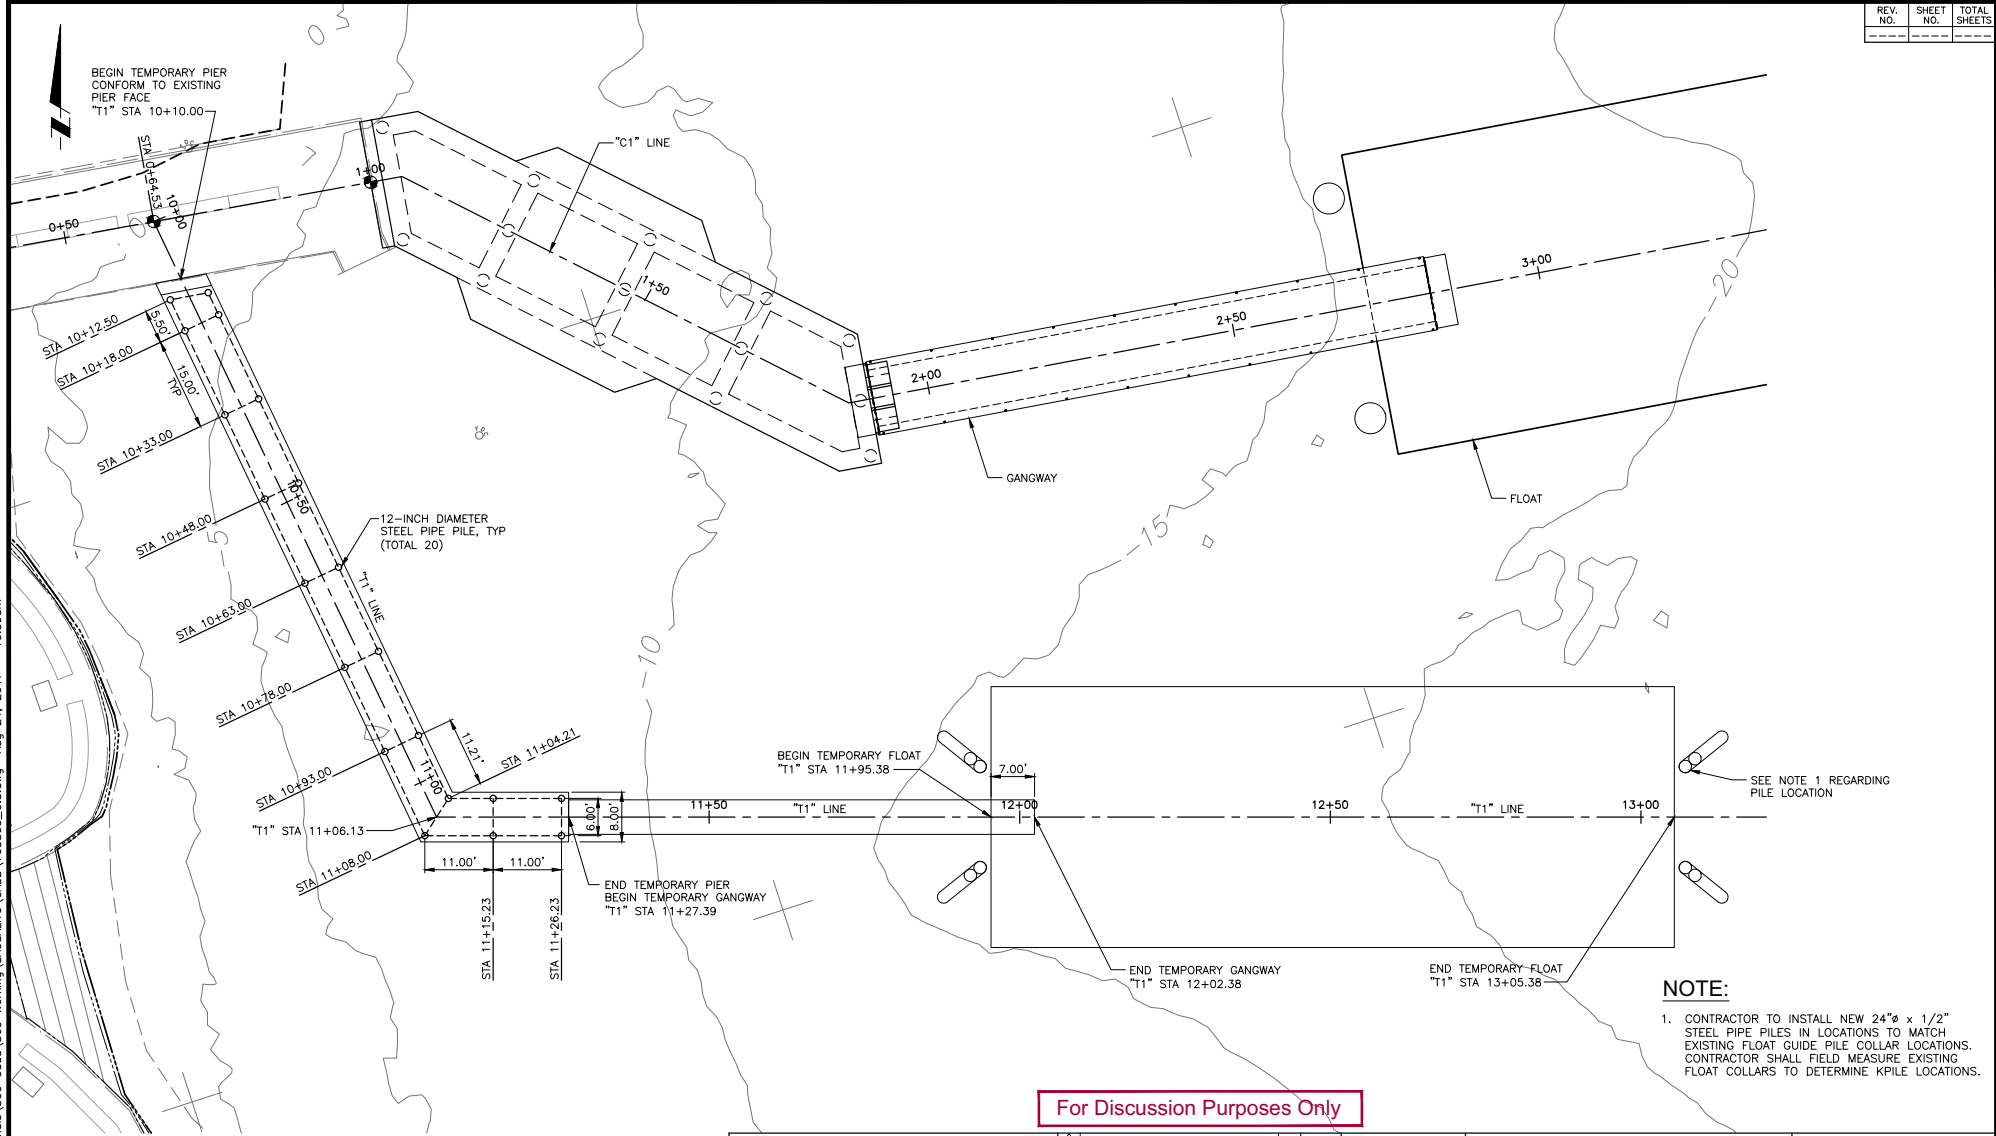 REV. NO.
SHEET NO.
TOTAL SHEETS
---- ---- ----
BEGIN TEMPORARY PIER
CONFORM TO EXISTING
PIER FACE
"T1" STA 10+10.00
STA 0+64.53
10+00
0+50
1+00
"C1" LINE
1+50
2+00
2+50
3+00
GANGWAY
FLOAT
0
0
5
10
15
20
STA 10+12.50
5.50'
STA 10+18.00
15.00'
TYP
STA 10+33.00
10+50
STA 10+48.00
12-INCH DIAMETER
STEEL PIPE PILE, TYP
(TOTAL 20)
"T1" LINE
STA 10+63.00
STA 10+78.00
STA 10+93.00
11+00
11.21'
STA 11+04.21
"T1" STA 11+06.13
STA 11+08.00
11.00'
11.00'
6.00'
8.00'
STA 11+15.23
STA 11+26.23
END TEMPORARY PIER
BEGIN TEMPORARY GANGWAY
"T1" STA 11+27.39
11+50
"T1" LINE
BEGIN TEMPORARY FLOAT
"T1" STA 11+95.38
7.00'
12+00
12+50
"T1" LINE
13+00
SEE NOTE 1 REGARDING
PILE LOCATION
END TEMPORARY GANGWAY
"T1" STA 12+02.38
END TEMPORARY FLOAT
"T1" STA 13+05.38
NOTE:
1. CONTRACTOR TO INSTALL NEW 24"ø x 1/2"
STEEL PIPE PILES IN LOCATIONS TO MATCH
EXISTING FLOAT GUIDE PILE COLLAR LOCATIONS.
CONTRACTOR SHALL FIELD MEASURE EXISTING
FLOAT COLLARS TO DETERMINE KPILE LOCATIONS.
For Discussion Purposes Only